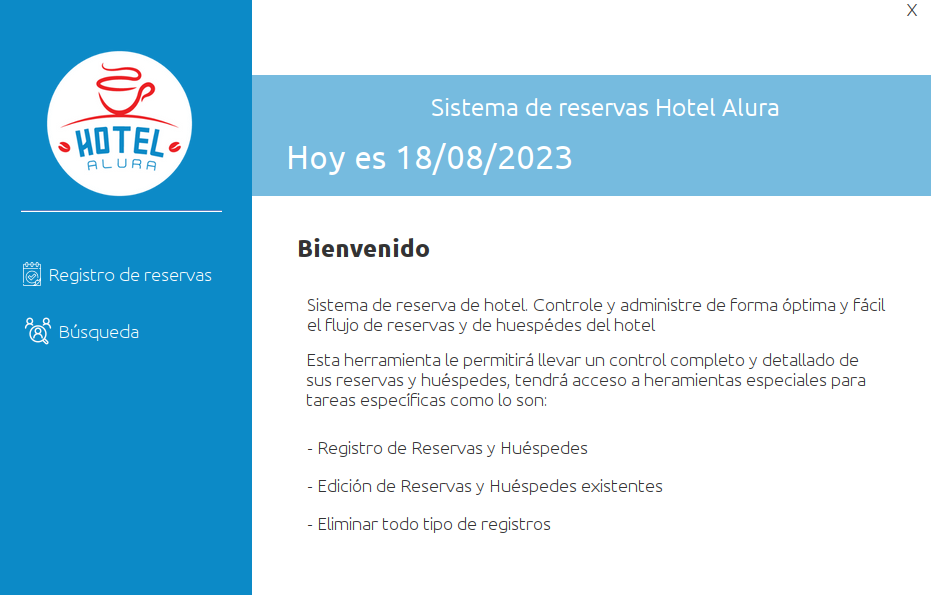 X
HOTEL
ALURA
Sistema de reservas Hotel Alura
Hoy es 18/08/2023
Registro de reservas
Búsqueda
Bienvenido
Sistema de reserva de hotel. Controle y administre de forma óptima y fácil
el flujo de reservas y de huespédes del hotel
Esta herramienta le permitirá llevar un control completo y detallado de
sus reservas y huéspedes, tendrá acceso a heramientas especiales para
tareas específicas como lo son:
- Registro de Reservas y Huéspedes
- Edición de Reservas y Huéspedes existentes
- Eliminar todo tipo de registros